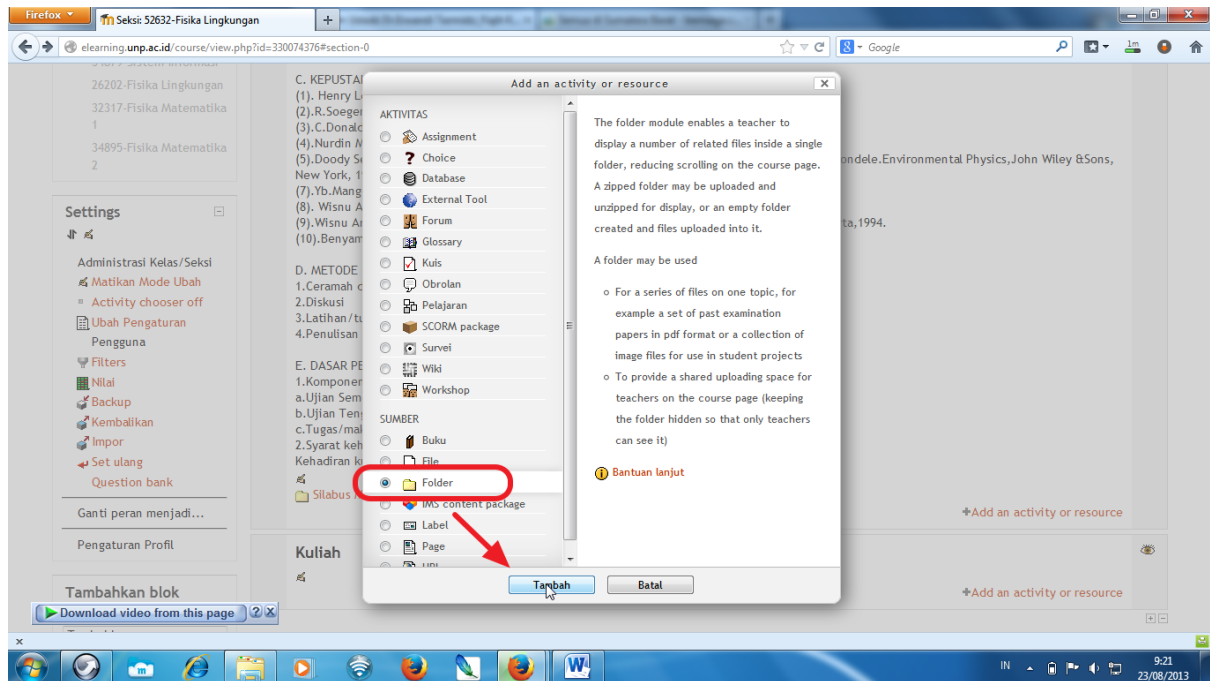 Firefox
Seksi: 52632-Fisika Lingkungan
elearning.unp.ac.id/course/view.php?id=330074376#section-0
Google
26202-Fisika Lingkungan
32317-Fisika Matematika
1
34895-Fisika Matematika
2
Settings
Administrasi Kelas/Seksi
Matikan Mode Ubah
Activity chooser off
Ubah Pengaturan
Pengguna
Filters
Nilai
Backup
Kembalikan
Impor
Set ulang
Question bank
Ganti peran menjadi...
Pengaturan Profil
Tambahkan blok
Download video from this page
C. KEPUSTA
(1). Henry L
(2).R.Soeger
(3).C.Donald
(4).Nurdin
(5).Doody S
ondele.Environmental Physics,John Wiley &Sons,
New York, 1
(7).Yb.Mang
(8). Wisnu A
(9).Wisnu A
ta,1994.
(10).Benyam
D. METODE
1.Ceramah
2.Diskusi
3.Latihan/tu
4.Penulisan
E. DASAR PE
1.Komponen
a.Ujian Sem
b.Ujian Ten
c.Tugas/mal
2.Syarat keh
Kehadiran k
Silabus
Add an activity or resource
Kuliah
Add an activity or resource
Add an activity or resource
AKTIVITAS
Assignment
Choice
Database
External Tool
Forum
Glossary
Kuis
Obrolan
Pelajaran
SCORM package
Survei
Wiki
Workshop
SUMBER
Buku
File
Folder
IMS content package
Label
Page
URL
The folder module enables a teacher to
display a number of related files inside a single
folder, reducing scrolling on the course page.
A zipped folder may be uploaded and
unzipped for display, or an empty folder
created and files uploaded into it.
A folder may be used
For a series of files on one topic, for
example a set of past examination
papers in pdf format or a collection of
image files for use in student projects
To provide a shared uploading space for
teachers on the course page (keeping
the folder hidden so that only teachers
can see it)
Bantuan lanjut
Tambah
Batal
IN
9:21
23/08/2013